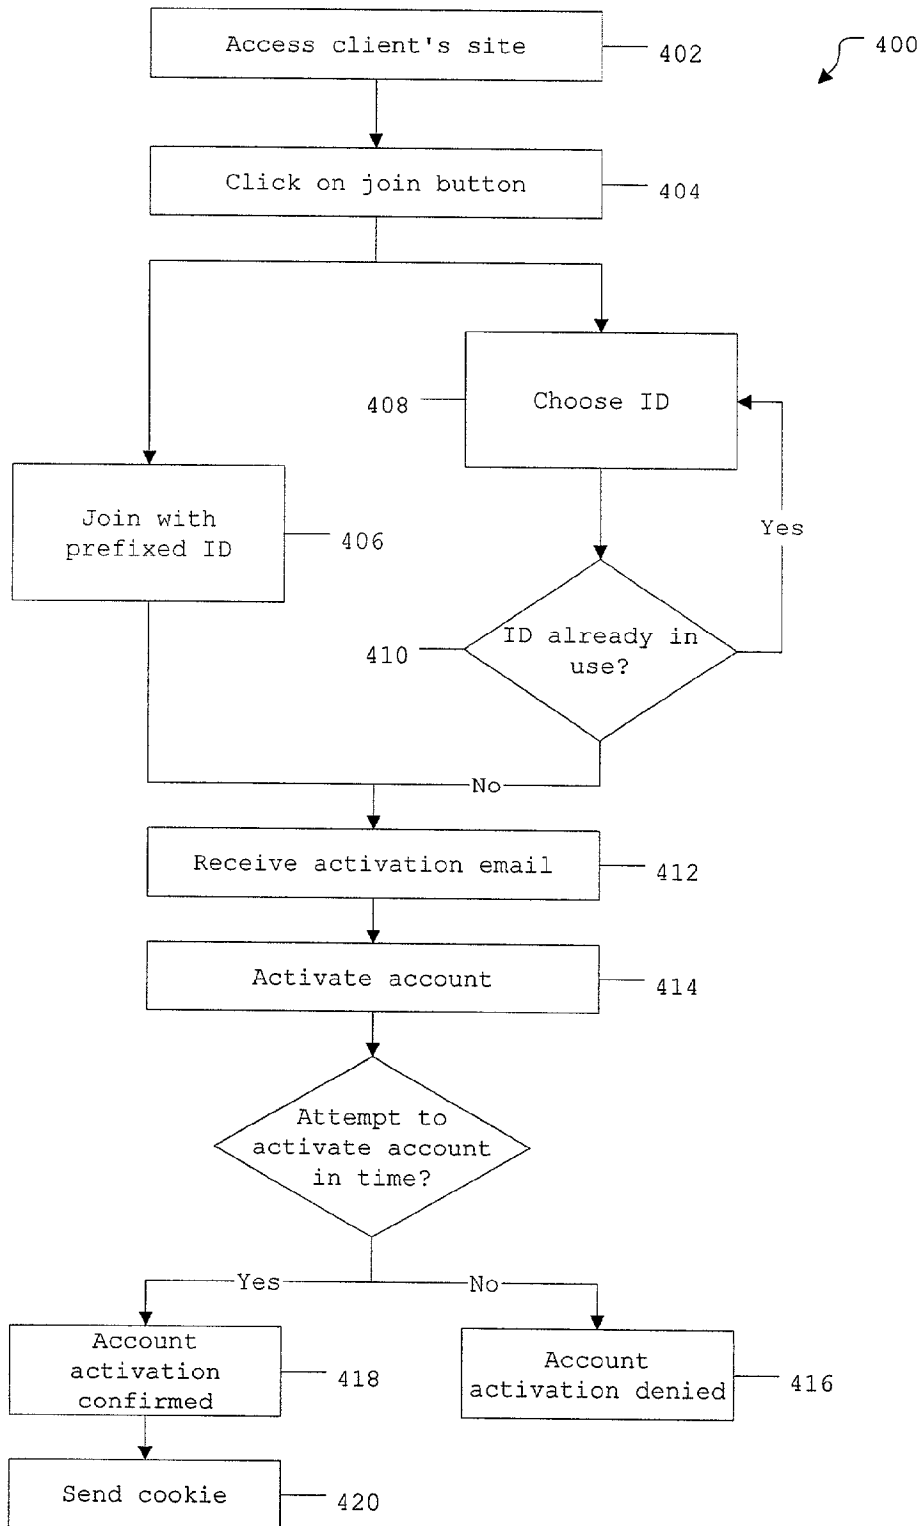 Access client's site
402
400
Click on join button
404
408
Choose ID
Join with
prefixed ID
406
Yes
410
ID already in
use?
No
Receive activation email
412
Activate account
414
Attempt to
activate account
in time?
Yes
No
Account
activation
confirmed
418
Account
activation denied
416
Send cookie
420